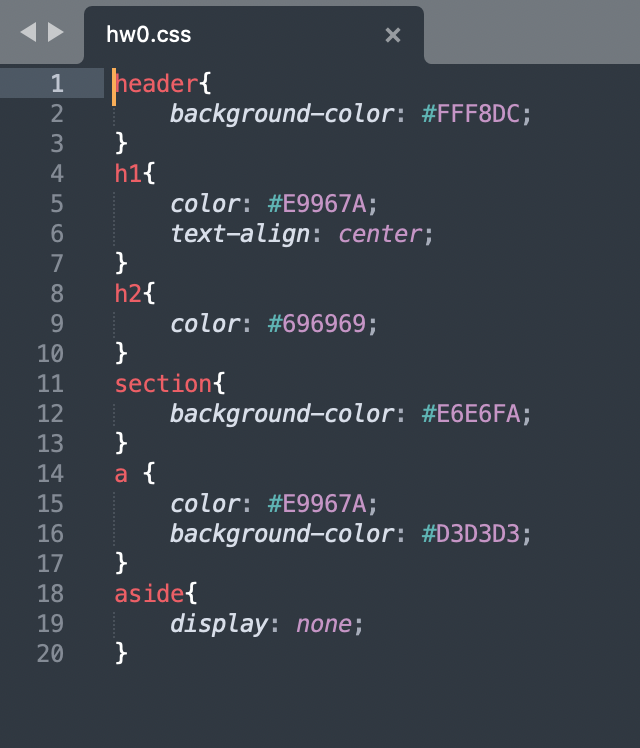 hw0.css ×
1 header{
2     background-color: #FFF8DC;
3 }
4 h1{
5     color: #E9967A;
6     text-align: center;
7 }
8 h2{
9     color: #696969;
10 }
11 section{
12     background-color: #E6E6FA;
13 }
14 a {
15     color: #E9967A;
16     background-color: #D3D3D3;
17 }
18 aside{
19     display: none;
20 }